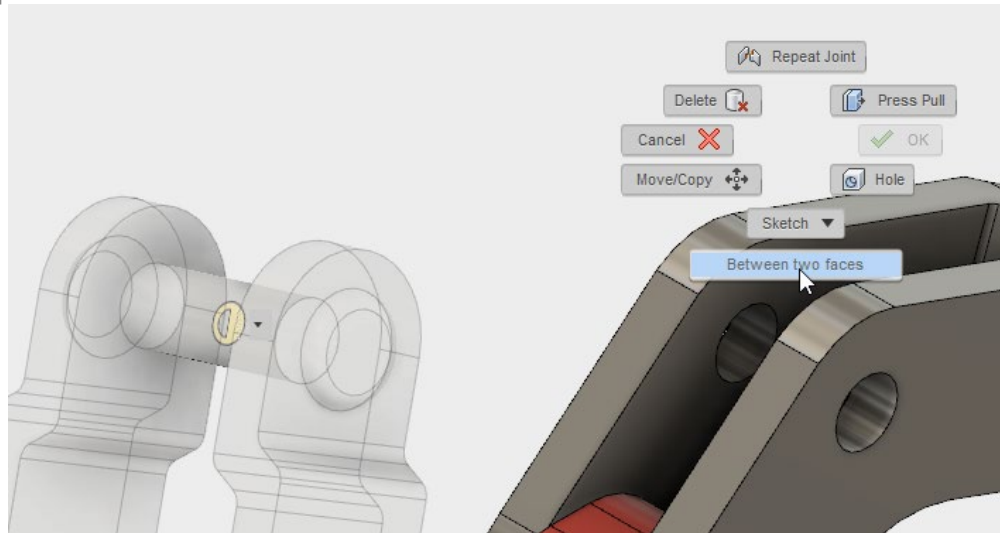 Repeat Joint
Delete
Press Pull
Cancel
OK
Move/Copy
Hole
Sketch
Between two faces